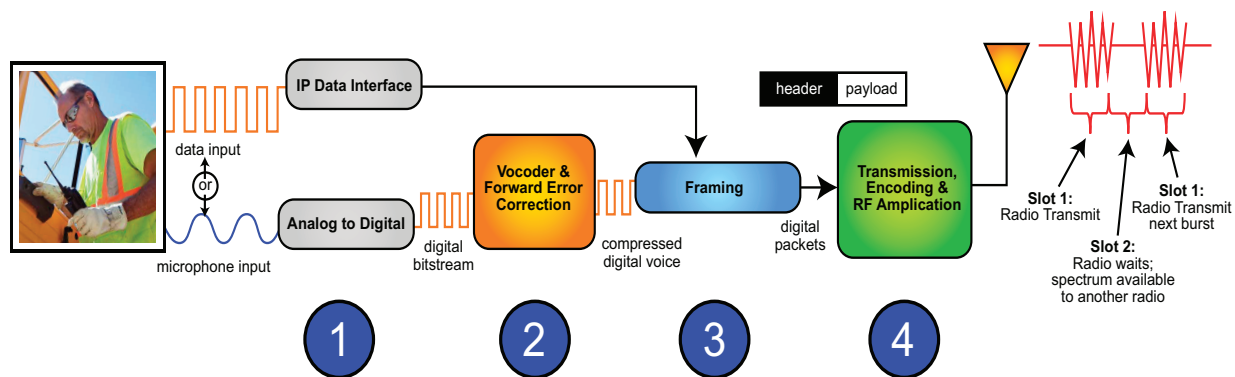 IP Data Interface
header
payload
data input
or
Vocoder &
Forward Error
Correction
Framing
Transmission,
Encoding &
RF Amplication
Analog to Digital
microphone input
digital
bitstream
compressed
digital voice
digital
packets
Slot 1:
Radio Transmit
Slot 2:
Radio waits;
spectrum available
to another radio
Slot 1:
Radio Transmit
next burst
1
2
3
4